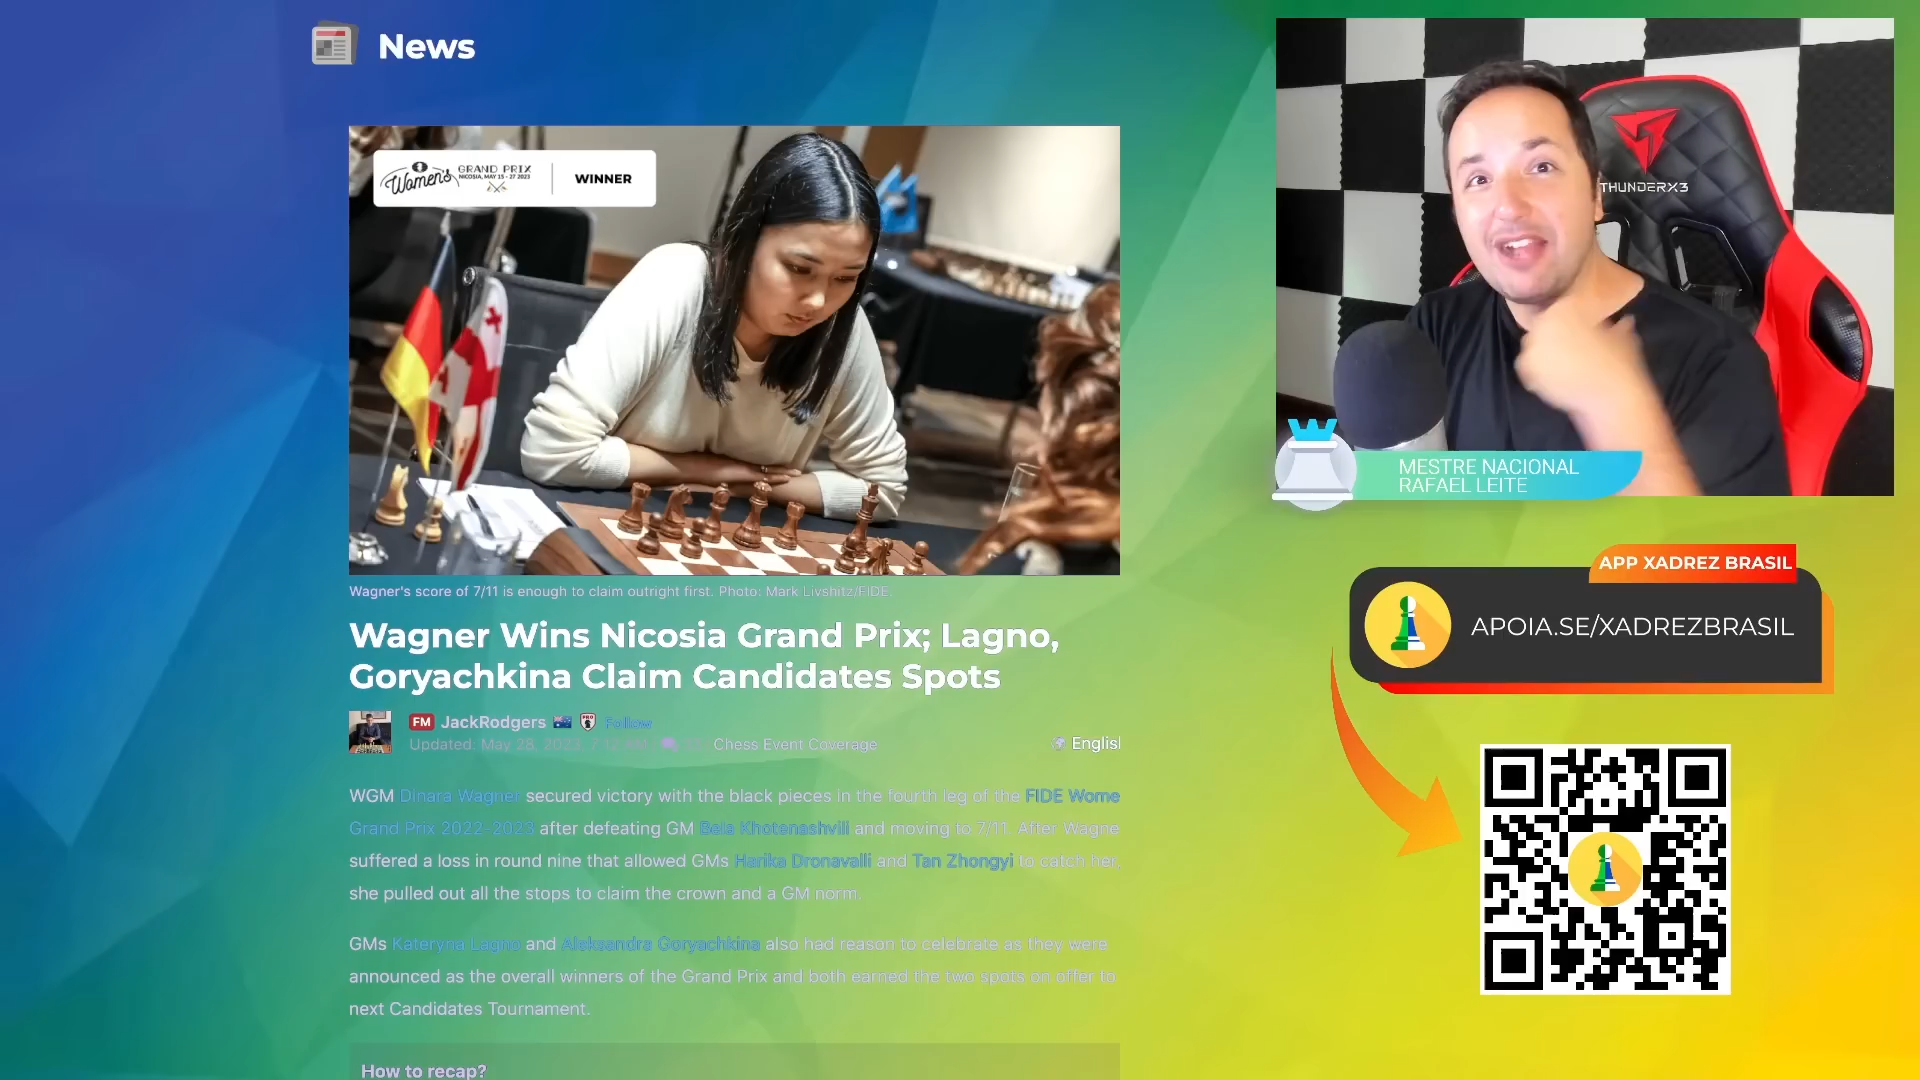 News
Women's GRAND PRIX
NICOSIA, MAY 15 - 27 2023
WINNER
THUNDERX3
MESTRE NACIONAL
RAFAEL LEITE
APP XADREZ BRASIL
APOIA.SE/XADREZBRASIL
Wagner's score of 7/11 is enough to claim outright first. Photo: Mark Livshitz/FIDE.
Wagner Wins Nicosia Grand Prix; Lagno,
Goryachkina Claim Candidates Spots
FM JackRodgers Follow
Updated: May 28, 2023, 7:12 AM Chess Event Coverage Englisl
WGM Dinara Wagner secured victory with the black pieces in the fourth leg of the FIDE Wome
Grand Prix 2022-2023 after defeating GM Bela Khotenashvili and moving to 7/11. After Wagne
suffered a loss in round nine that allowed GMs Harika Dronavalli and Tan Zhongyi to catch her,
she pulled out all the stops to claim the crown and a GM norm.
GMs Kateryna Lagno and Aleksandra Goryachkina also had reason to celebrate as they were
announced as the overall winners of the Grand Prix and both earned the two spots on offer to
next Candidates Tournament.
How to recap?